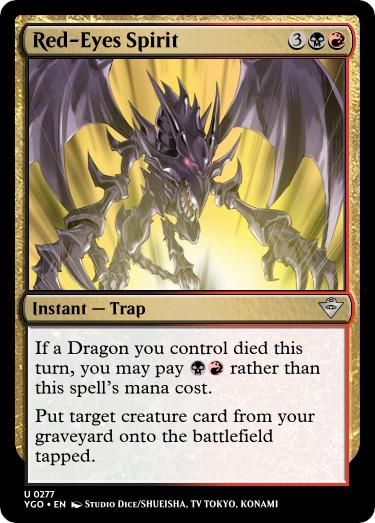 Red-Eyes Spirit 3
Instant — Trap
If a Dragon you control died this
turn, you may pay rather than
this spell's mana cost.
Put target creature card from your
graveyard onto the battlefield
tapped.
U 0277
YGO • EN Studio Dice/SHUEISHA, TV TOKYO, KONAMI